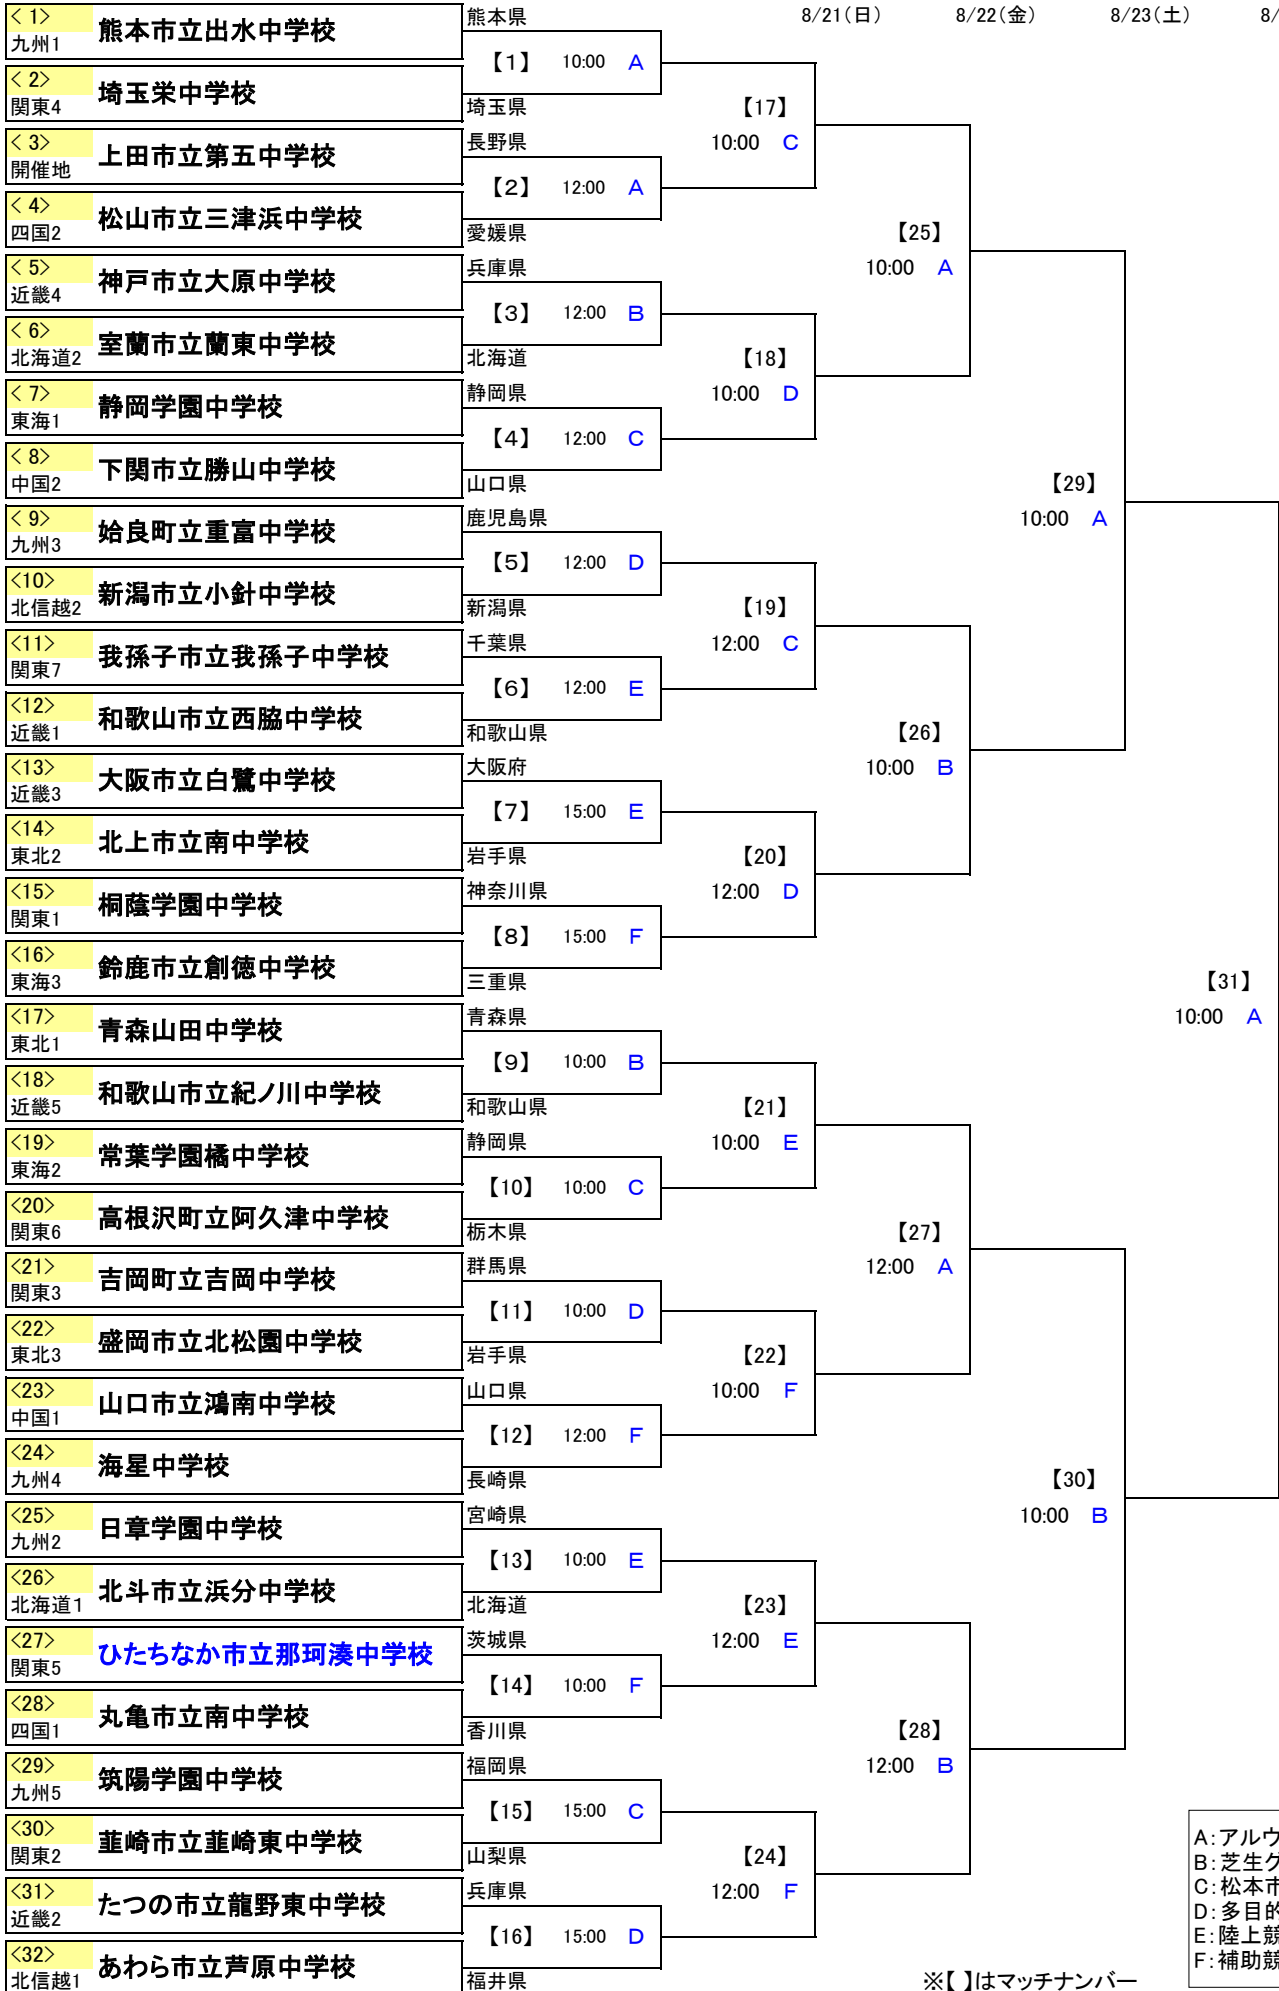 8/21(日) 8/22(金) 8/23(土) 8/
< 1> 九州1 熊本市立出水中学校 熊本県
【1】 10:00 A
< 2> 関東4 埼玉栄中学校 埼玉県
【17】 10:00 C
< 3> 開催地 上田市立第五中学校 長野県
【2】 12:00 A
< 4> 四国2 松山市立三津浜中学校 愛媛県
【25】 10:00 A
< 5> 近畿4 神戸市立大原中学校 兵庫県
【3】 12:00 B
< 6> 北海道2 室蘭市立蘭東中学校 北海道
【18】 10:00 D
< 7> 東海1 静岡学園中学校 静岡県
【4】 12:00 C
< 8> 中国2 下関市立勝山中学校 山口県
【29】 10:00 A
< 9> 九州3 姶良町立重富中学校 鹿児島県
【5】 12:00 D
<10> 北信越2 新潟市立小針中学校 新潟県
【19】 12:00 C
<11> 関東7 我孫子市立我孫子中学校 千葉県
【6】 12:00 E
<12> 近畿1 和歌山市立西脇中学校 和歌山県
【26】 10:00 B
<13> 近畿3 大阪市立白鷺中学校 大阪府
【7】 15:00 E
<14> 東北2 北上市立南中学校 岩手県
【20】 12:00 D
<15> 関東1 桐蔭学園中学校 神奈川県
【8】 15:00 F
<16> 東海3 鈴鹿市立創徳中学校 三重県
【31】 10:00 A
<17> 東北1 青森山田中学校 青森県
【9】 10:00 B
<18> 近畿5 和歌山市立紀ノ川中学校 和歌山県
【21】 10:00 E
<19> 東海2 常葉学園橘中学校 静岡県
【10】 10:00 C
<20> 関東6 高根沢町立阿久津中学校 栃木県
【27】 12:00 A
<21> 関東3 吉岡町立吉岡中学校 群馬県
【11】 10:00 D
<22> 東北3 盛岡市立北松園中学校 岩手県
【22】 10:00 F
<23> 中国1 山口市立鴻南中学校 山口県
【12】 12:00 F
<24> 九州4 海星中学校 長崎県
【30】 10:00 B
<25> 九州2 日章学園中学校 宮崎県
【13】 10:00 E
<26> 北海道1 北斗市立浜分中学校 北海道
【23】 12:00 E
<27> 関東5 ひたちなか市立那珂湊中学校 茨城県
【14】 10:00 F
<28> 四国1 丸亀市立南中学校 香川県
【28】 12:00 B
<29> 九州5 筑陽学園中学校 福岡県
【15】 15:00 C
<30> 関東2 韮崎市立韮崎東中学校 山梨県
【24】 12:00 F
<31> 近畿2 たつの市立龍野東中学校 兵庫県
【16】 15:00 D
<32> 北信越1 あわら市立芦原中学校 福井県
A:アルウ
B:芝生グ
C:松本市
D:多目的
E:陸上競
F:補助競
※【 】はマッチナンバー